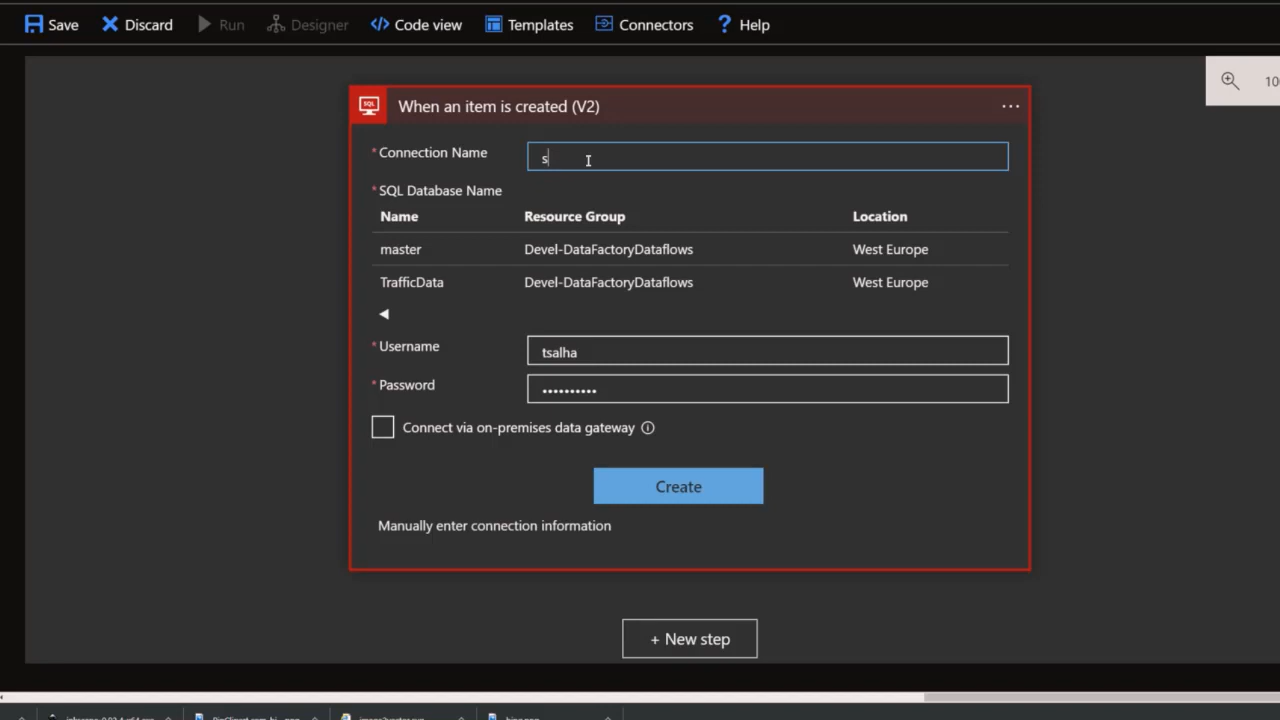 Save Discard Run Designer Code view Templates Connectors Help
10
SQL When an item is created (V2) ...
* Connection Name s
* SQL Database Name
Name Resource Group Location
master Devel-DataFactoryDataflows West Europe
TrafficData Devel-DataFactoryDataflows West Europe
* Username tsalha
* Password ••••••••••
Connect via on-premises data gateway
Create
Manually enter connection information
+ New step